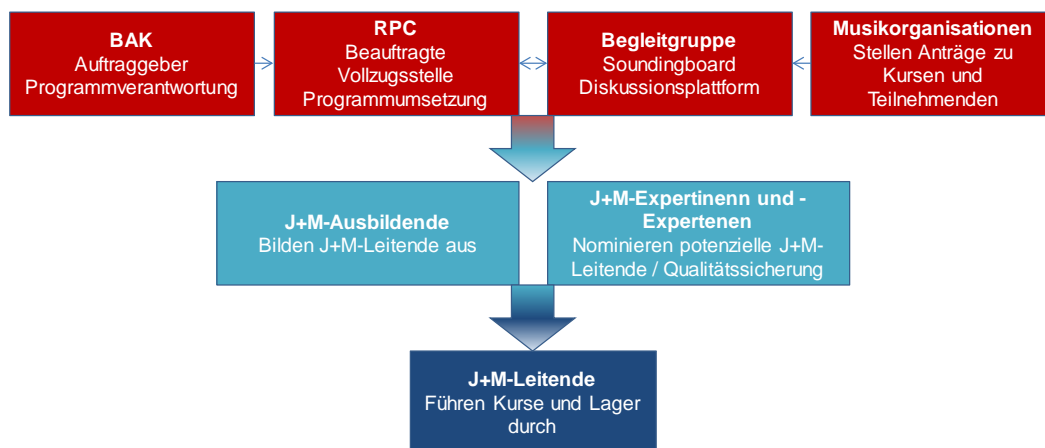 BAK
Auftraggeber
Programmverantwortung
RPC
Beauftragte
Vollzugsstelle
Programmumsetzung
Begleitgruppe
Soundingboard
Diskussionsplattform
Musikorganisationen
Stellen Anträge zu
Kursen und
Teilnehmenden
J+M-Ausbildende
Bilden J+M-Leitende aus
J+M-Expertinenn und -
Expertenen
Nominieren potenzielle J+M-
Leitende / Qualitätssicherung
J+M-Leitende
Führen Kurse und Lager
durch